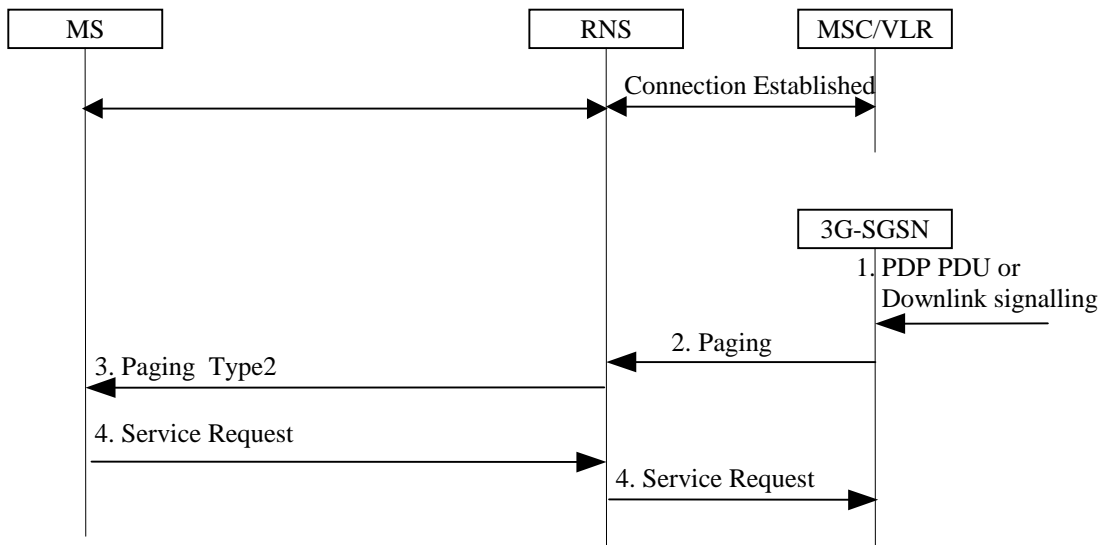 MS
RNS
MSC/VLR
Connection Established
3G-SGSN
1. PDP PDU or
Downlink signalling
2. Paging
3. Paging Type2
4. Service Request
4. Service Request